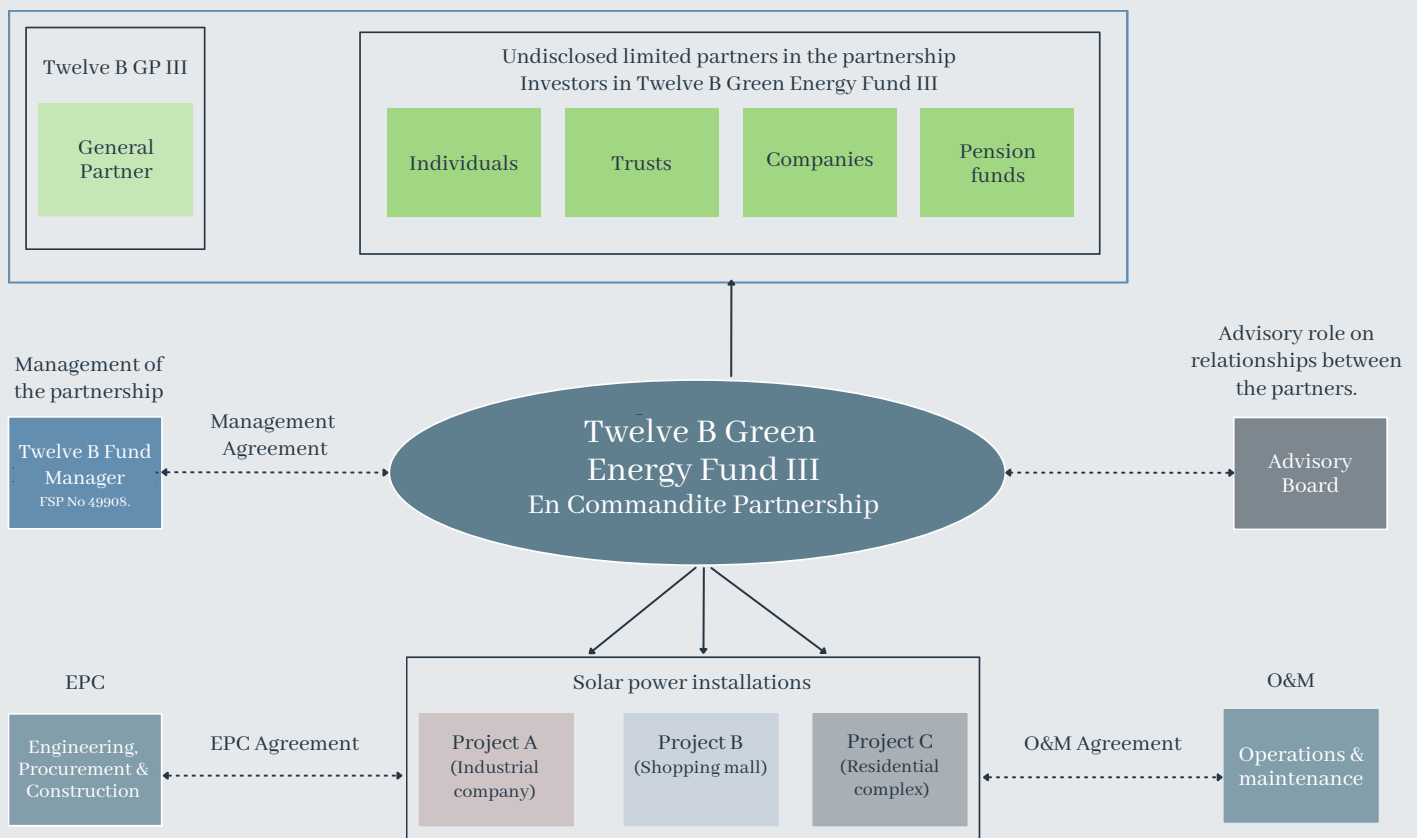 Twelve B GP III
General
Partner
Undisclosed limited partners in the partnership
Investors in Twelve B Green Energy Fund III
Individuals
Trusts
Companies
Pension
funds
Management of
the partnership
Twelve B Fund
Manager
FSP No 49908.
Management
Agreement
Twelve B Green
Energy Fund III
En Commandite Partnership
Advisory role on
relationships between
the partners.
Advisory
Board
EPC
Engineering,
Procurement &
Construction
EPC Agreement
Solar power installations
Project A
(Industrial
company)
Project B
(Shopping mall)
Project C
(Residential
complex)
O&M Agreement
O&M
Operations &
maintenance